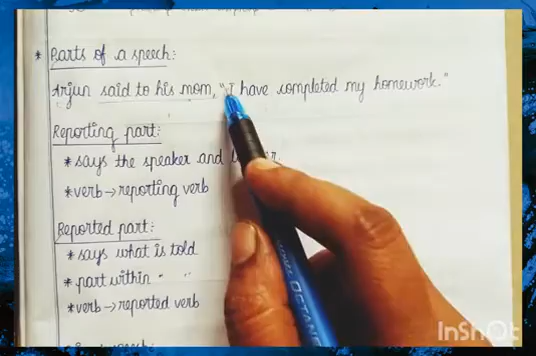 * Parts of a speech:
Arjun said to his mom, "I have completed my homework."
Reporting part:
* says the speaker and
* verb → reporting verb
Reported part:
* says what is told
* part within " "
* verb → reported verb
OCTANE
InShOt